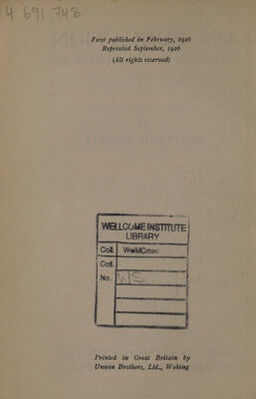 4 691 748
First published in February, 1926
Reprinted September, 1926
(All rights reserved)
WELLCOME INSTITUTE
LIBRARY
Coll. WelMOmec
Coll.
No. WS
Printed in Great Britain by
Unwin Brothers, Ltd., Woking